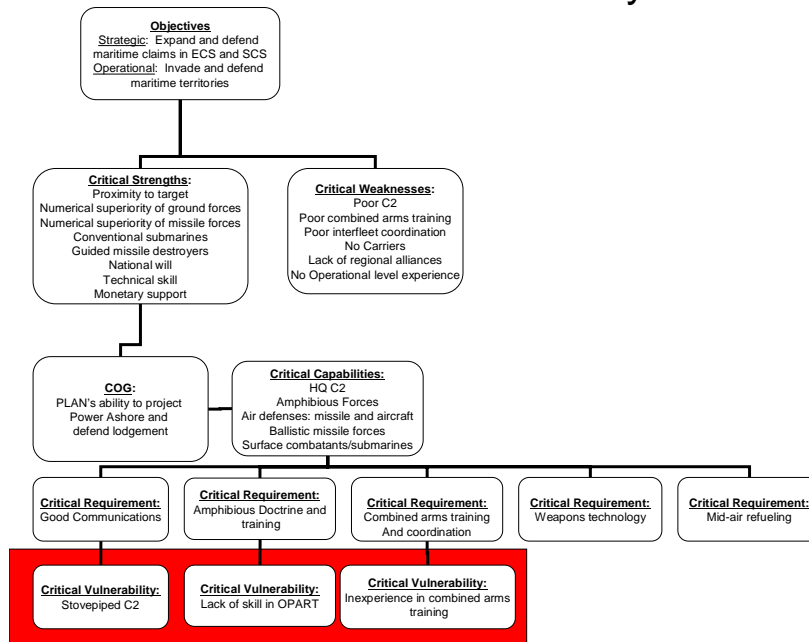 Objectives
Strategic: Expand and defend
maritime claims in ECS and SCS
Operational: Invade and defend
maritime territories
Critical Strengths:
Proximity to target
Numerical superiority of ground forces
Numerical superiority of missile forces
Conventional submarines
Guided missile destroyers
National will
Technical skill
Monetary support
Critical Weaknesses:
Poor C2
Poor combined arms training
Poor interfleet coordination
No Carriers
Lack of regional alliances
No Operational level experience
COG:
PLAN's ability to project
Power Ashore and
defend lodgement
Critical Capabilities:
HQ C2
Amphibious Forces
Air defenses: missile and aircraft
Ballistic missile forces
Surface combatants/submarines
Critical Requirement:
Good Communications
Critical Requirement:
Amphibious Doctrine and
training
Critical Requirement:
Combined arms training
And coordination
Critical Requirement:
Weapons technology
Critical Requirement:
Mid-air refueling
Critical Vulnerability:
Stovepiped C2
Critical Vulnerability:
Lack of skill in OPART
Critical Vulnerability:
Inexperience in combined arms
training